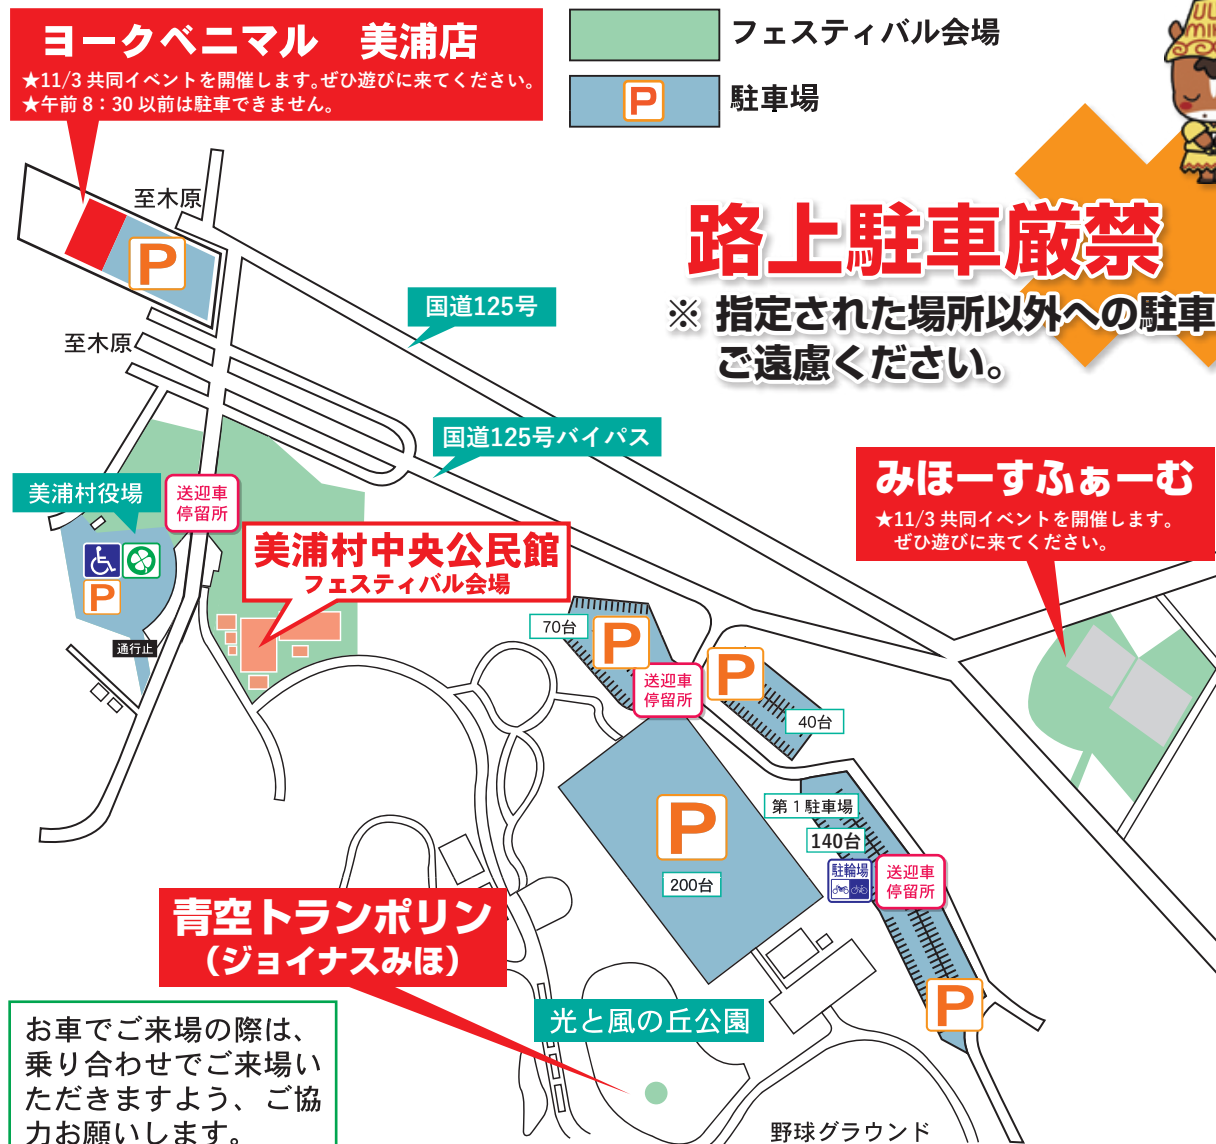 ヨークベニマル　美浦店
★11/3 共同イベントを開催します。ぜひ遊びに来てください。
★午前 8：30 以前は駐車できません。
フェスティバル会場
P
駐車場
UL
MIH
路上駐車厳禁
※ 指定された場所以外への駐車
ご遠慮ください。
至木原
P
国道125号
至木原
国道125号バイパス
みほーすふぁーむ
★11/3 共同イベントを開催します。
ぜひ遊びに来てください。
美浦村役場
送迎車
停留所
美浦村中央公民館
フェスティバル会場
P
通行止
70台
P
送迎車
停留所
P
40台
第１駐車場
140台
駐輪場
送迎車
停留所
P
200台
P
青空トランポリン
（ジョイナスみほ）
光と風の丘公園
お車でご来場の際は、
乗り合わせでご来場い
ただきますよう、ご協
力お願いします。
野球グラウンド